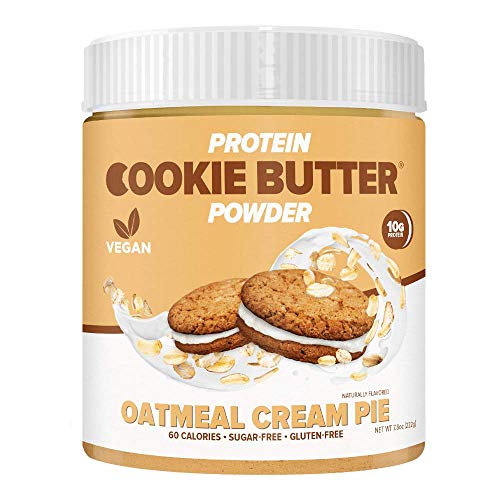 PROTEIN
COOKIE BUTTER®
POWDER
VEGAN
10G
PROTEIN
NATURALLY FLAVORED
OATMEAL CREAM PIE
60 CALORIES • SUGAR-FREE • GLUTEN-FREE
NET WT